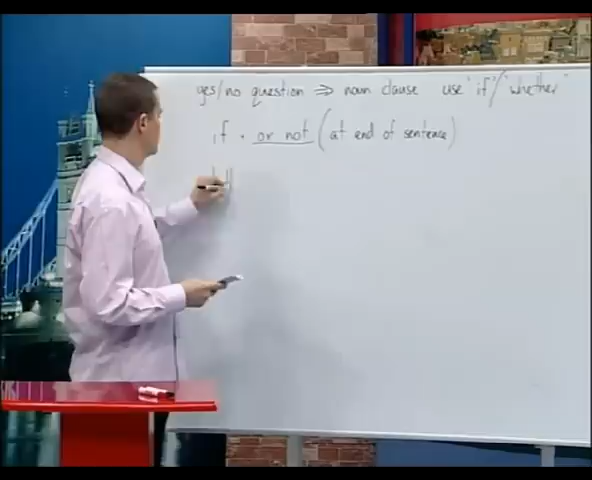 yes/no question ⇒ noun clause use "if"/"whether"
if + or not (at end of sentence)